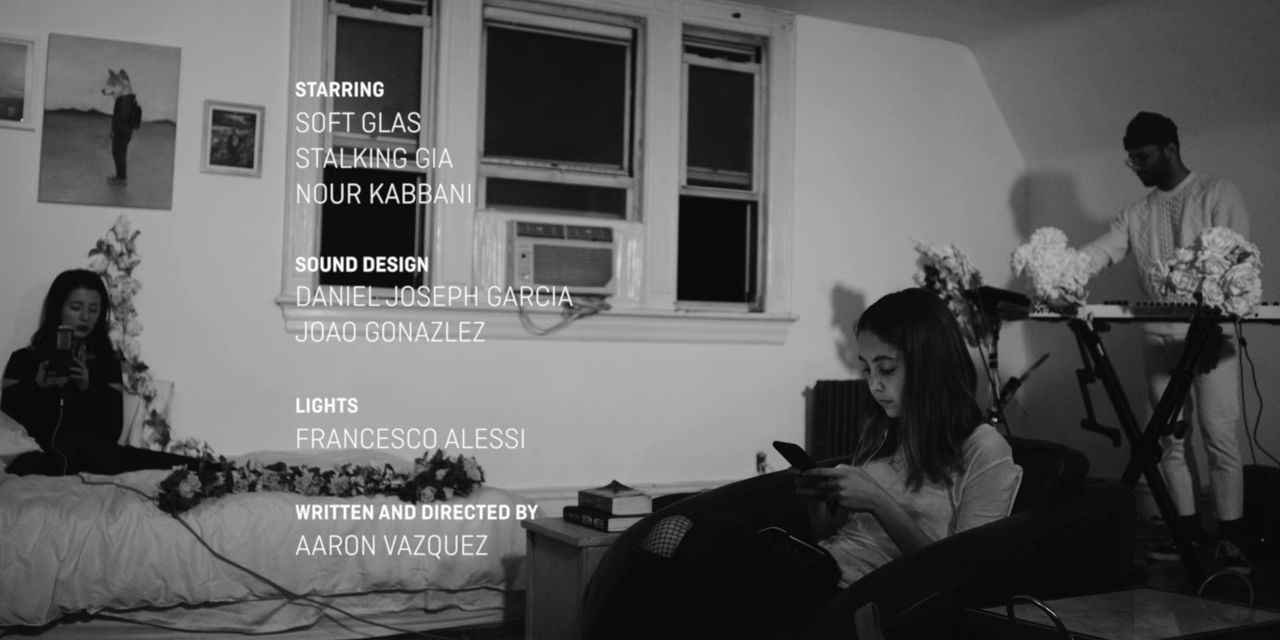 STARRING
SOFT GLAS
STALKING GIA
NOUR KABBANI
SOUND DESIGN
DANIEL JOSEPH GARCIA
JOAO GONAZLEZ
LIGHTS
FRANCESCO ALESSI
WRITTEN AND DIRECTED BY
AARON VAZQUEZ